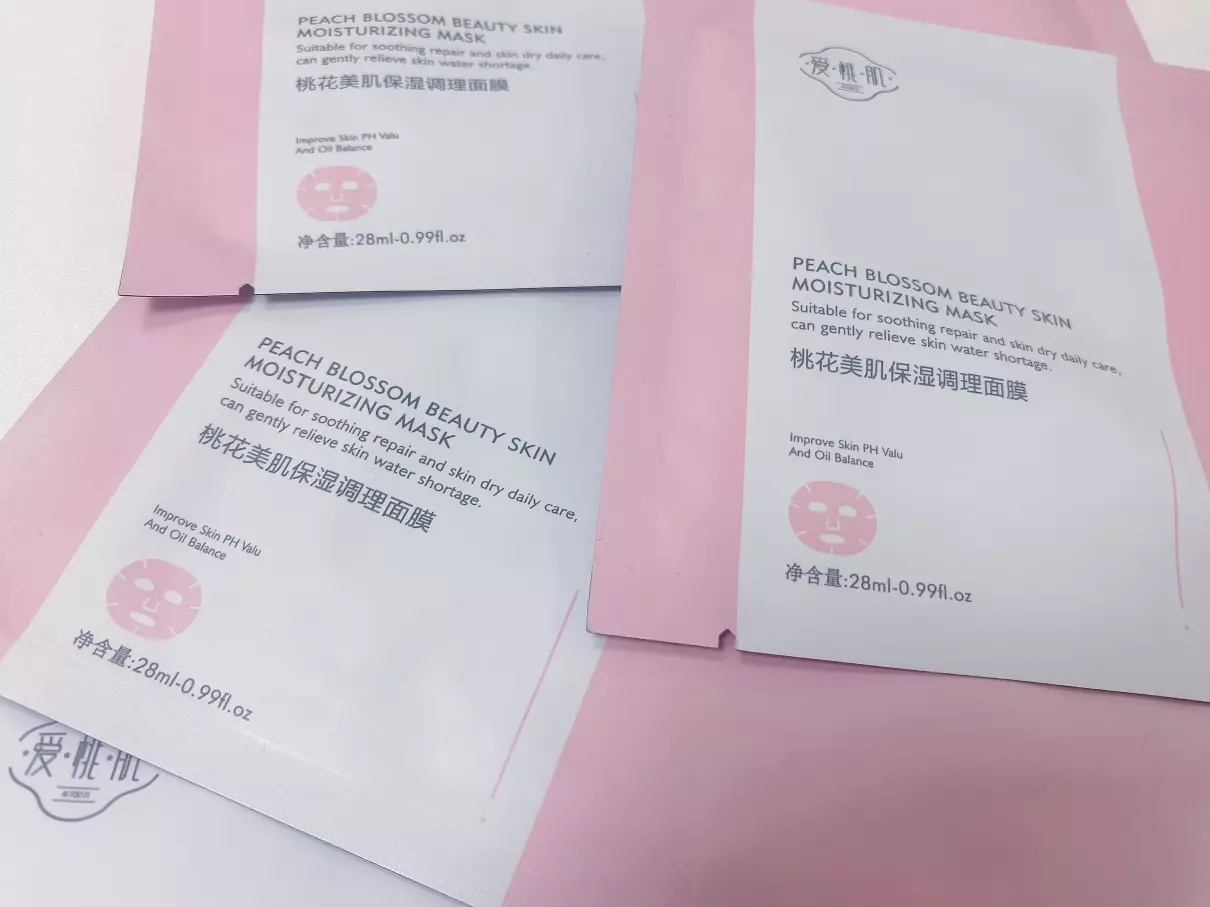 PEACH BLOSSOM BEAUTY SKIN
MOISTURIZING MASK
Suitable for soothing repair and skin dry daily care,
can gently relieve skin water shortage.
桃花美肌保湿调理面膜
Improve Skin PH Valu
And Oil Balance
净含量:28ml-0.99fl.oz
爱·桃·肌
PEACH BLOSSOM BEAUTY SKIN
MOISTURIZING MASK
Suitable for soothing repair and skin dry daily care,
can gently relieve skin water shortage.
桃花美肌保湿调理面膜
Improve Skin PH Valu
And Oil Balance
净含量:28ml-0.99fl.oz
PEACH BLOSSOM BEAUTY SKIN
MOISTURIZING MASK
Suitable for soothing repair and skin dry daily care,
can gently relieve skin water shortage.
桃花美肌保湿调理面膜
Improve Skin PH Valu
And Oil Balance
净含量:28ml-0.99fl.oz
爱·桃·肌